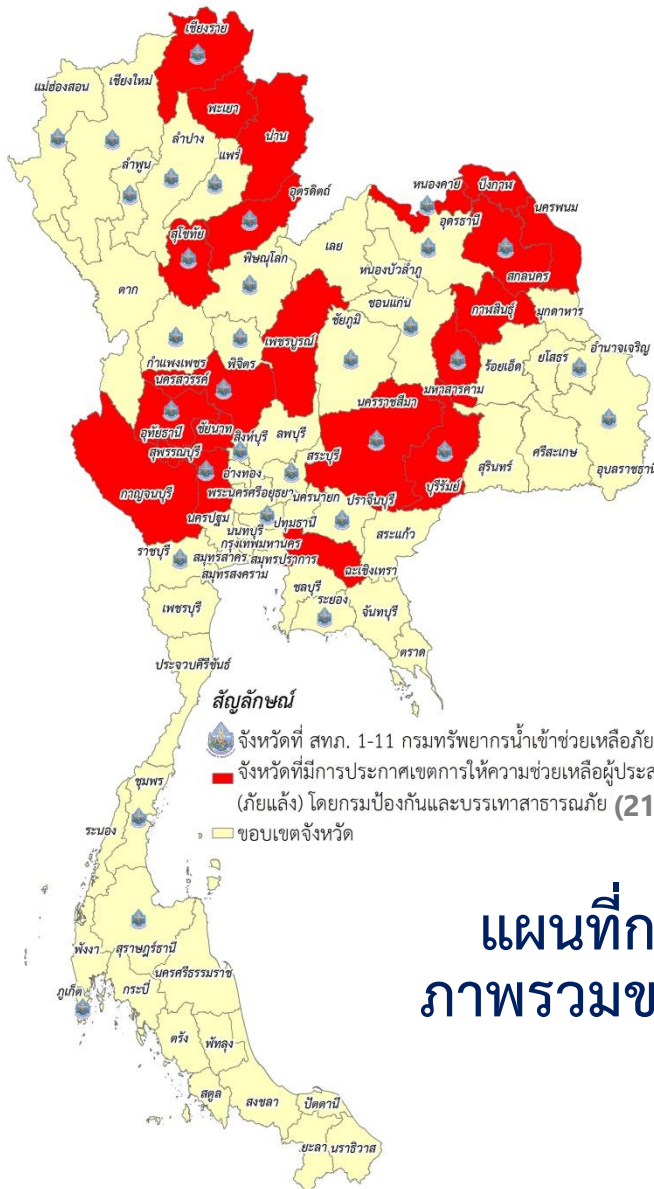 เชียงราย
แม่ฮ่องสอน
เชียงใหม่
พะเยา
น่าน
ลำปาง
แพร่
ลำพูน
อุตรดิตถ์
สุโขทัย
พิษณุโลก
ตาก
เลย
หนองคาย
บึงกาฬ
นครพนม
อุดรธานี
หนองบัวลำภู
สกลนคร
ขอนแก่น
กาฬสินธุ์
มุกดาหาร
ชัยภูมิ
เพชรบูรณ์
กำแพงเพชร
พิจิตร
นครสวรรค์
ร้อยเอ็ด
ยโสธร
อำนาจเจริญ
มหาสารคาม
นครราชสีมา
อุทัยธานี
ชัยนาท
สิงห์บุรี
ลพบุรี
สุพรรณบุรี
สระบุรี
อ่างทอง
บุรีรัมย์
สุรินทร์
ศรีสะเกษ
อุบลราชธานี
กาญจนบุรี
พระนครศรีอยุธยา
นครนายก
ปราจีนบุรี
นครปฐม
นนทบุรี
ปทุมธานี
กรุงเทพมหานคร
สระแก้ว
ราชบุรี
สมุทรสาคร
สมุทรปราการ
ฉะเชิงเทรา
สมุทรสงคราม
ชลบุรี
ระยอง
จันทบุรี
เพชรบุรี
ตราด
ประจวบคีรีขันธ์
สัญลักษณ์
จังหวัดที่ สทภ. 1-11 กรมทรัพยากรน้ำเข้าช่วยเหลือภัย
จังหวัดที่มีการประกาศเขตการให้ความช่วยเหลือผู้ประส
(ภัยแล้ง) โดยกรมป้องกันและบรรเทาสาธารณภัย (21
ขอบเขตจังหวัด
ชุมพร
ระนอง
พังงา
สุราษฎร์ธานี
นครศรีธรรมราช
ภูเก็ต
กระบี่
ตรัง
พัทลุง
สตูล
สงขลา
ปัตตานี
ยะลา
นราธิวาส
แผนที่ก
ภาพรวมข